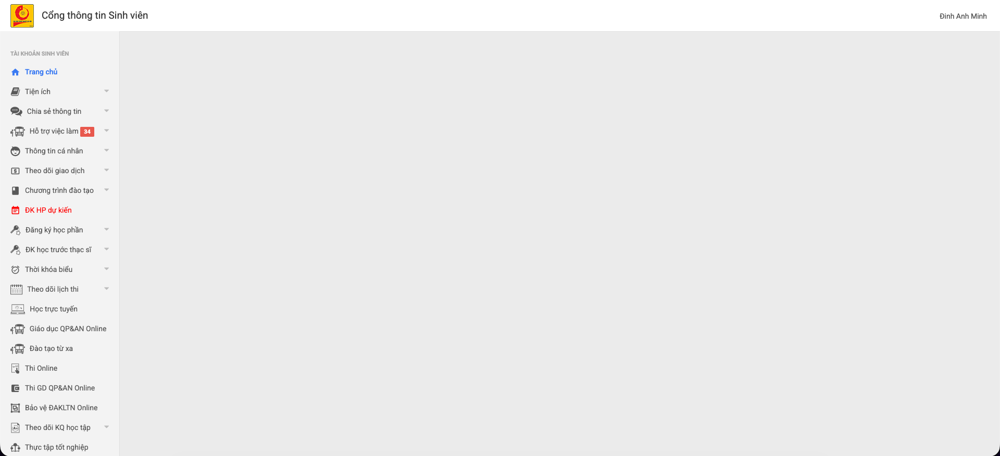 Cổng thông tin Sinh viên
Đinh Anh Minh
TÀI KHOẢN SINH VIÊN
Trang chủ
Tiện ích
Chia sẻ thông tin
Hỗ trợ việc làm 34
Thông tin cá nhân
Theo dõi giao dịch
Chương trình đào tạo
ĐK HP dự kiến
Đăng ký học phần
ĐK học trước thạc sĩ
Thời khóa biểu
Theo dõi lịch thi
Học trực tuyến
Giáo dục QP&AN Online
Đào tạo từ xa
Thi Online
Thi GD QP&AN Online
Bảo vệ ĐAKLTN Online
Theo dõi KQ học tập
Thực tập tốt nghiệp